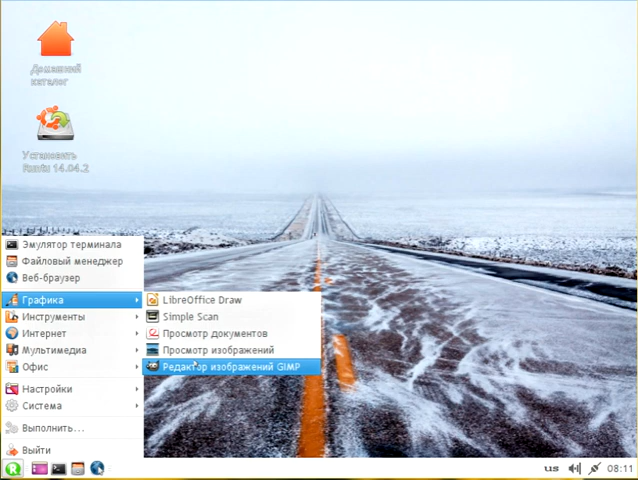 Домашний
каталог
Установить
Runtu 14.04.2
Эмулятор терминала
Файловый менеджер
Веб-браузер
Графика
Инструменты
Интернет
Мультимедиа
Офис
Настройки
Система
Выполнить...
Выйти
LibreOffice Draw
Simple Scan
Просмотр документов
Просмотр изображений
Редактор изображений GIMP
us
08:11